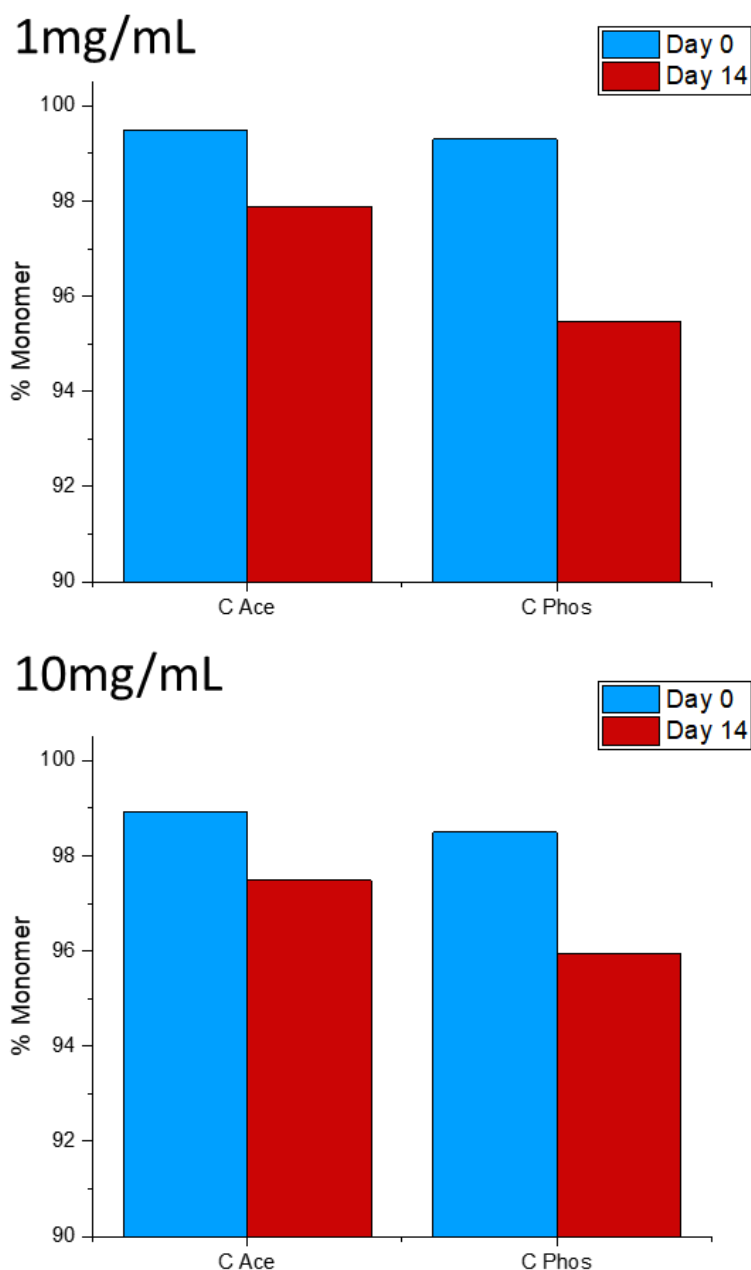 1mg/mL
Day 0
Day 14
100
98
96
94
92
90
% Monomer
C Ace
C Phos
10mg/mL
Day 0
Day 14
100
98
96
94
92
90
% Monomer
C Ace
C Phos